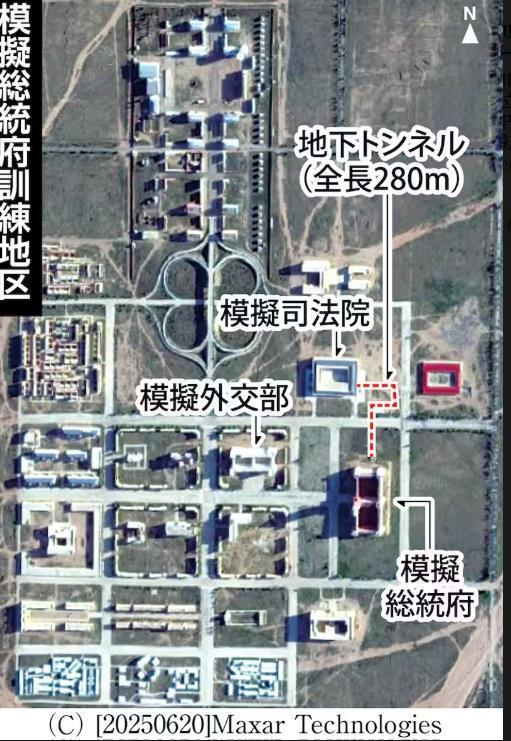 模擬総統府訓練地区
N
地下トンネル
（全長280m）
模擬司法院
模擬外交部
模擬
総統府
(C) [20250620]Maxar Technologies